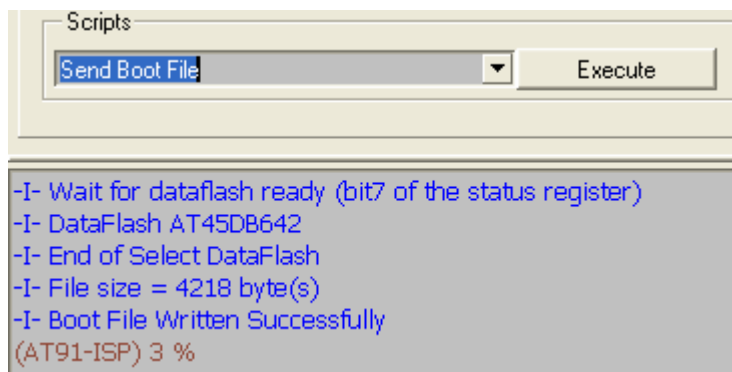 Scripts
Send Boot File
Execute
-I- Wait for dataflash ready (bit7 of the status register)
-I- DataFlash AT45DB642
-I- End of Select DataFlash
-I- File size = 4218 byte(s)
-I- Boot File Written Successfully
(AT91-ISP) 3 %